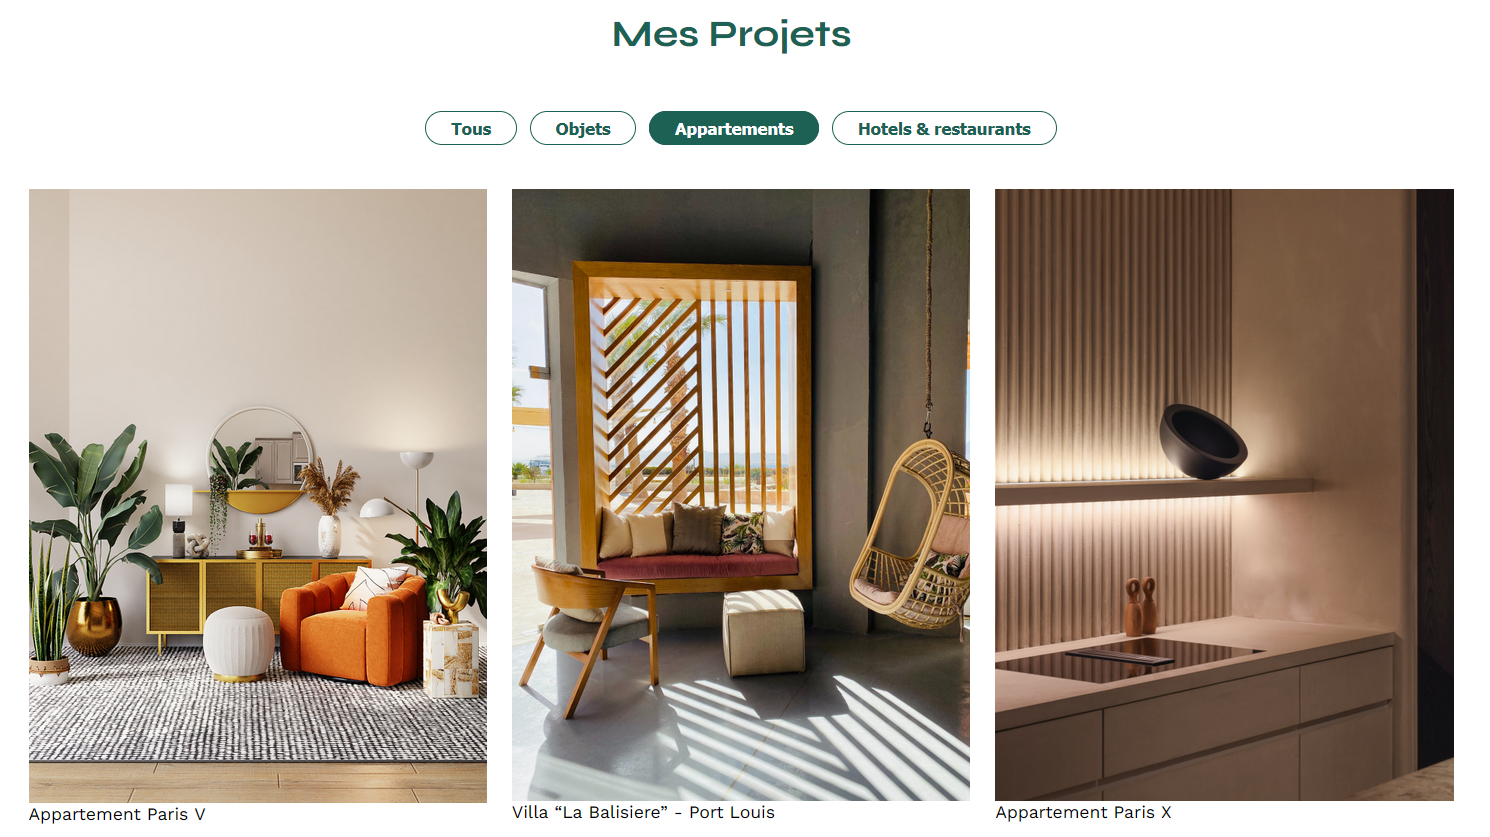 Mes Projets
Tous
Objets
Appartements
Hotels & restaurants
Appartement Paris V
Villa “La Balisiere” - Port Louis
Appartement Paris X